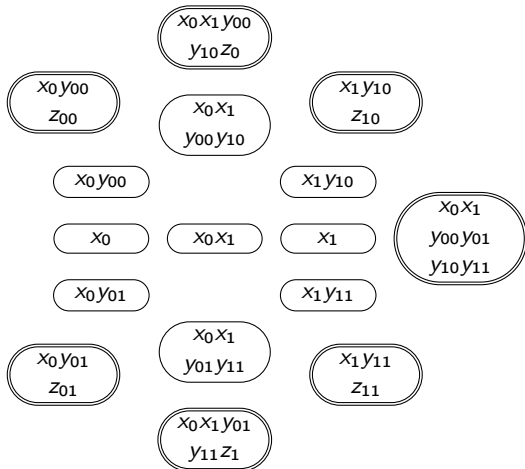 x₀x₁y₀₀
y₁₀z₀
x₀y₀₀
z₀₀
x₁y₁₀
z₁₀
x₀x₁
y₀₀y₁₀
x₀y₀₀
x₁y₁₀
x₀
x₀x₁
x₁
x₀x₁
y₀₀y₀₁
y₁₀y₁₁
x₀y₀₁
x₁y₁₁
x₀x₁
y₀₁y₁₁
x₀y₀₁
z₀₁
x₁y₁₁
z₁₁
x₀x₁y₀₁
y₁₁z₁